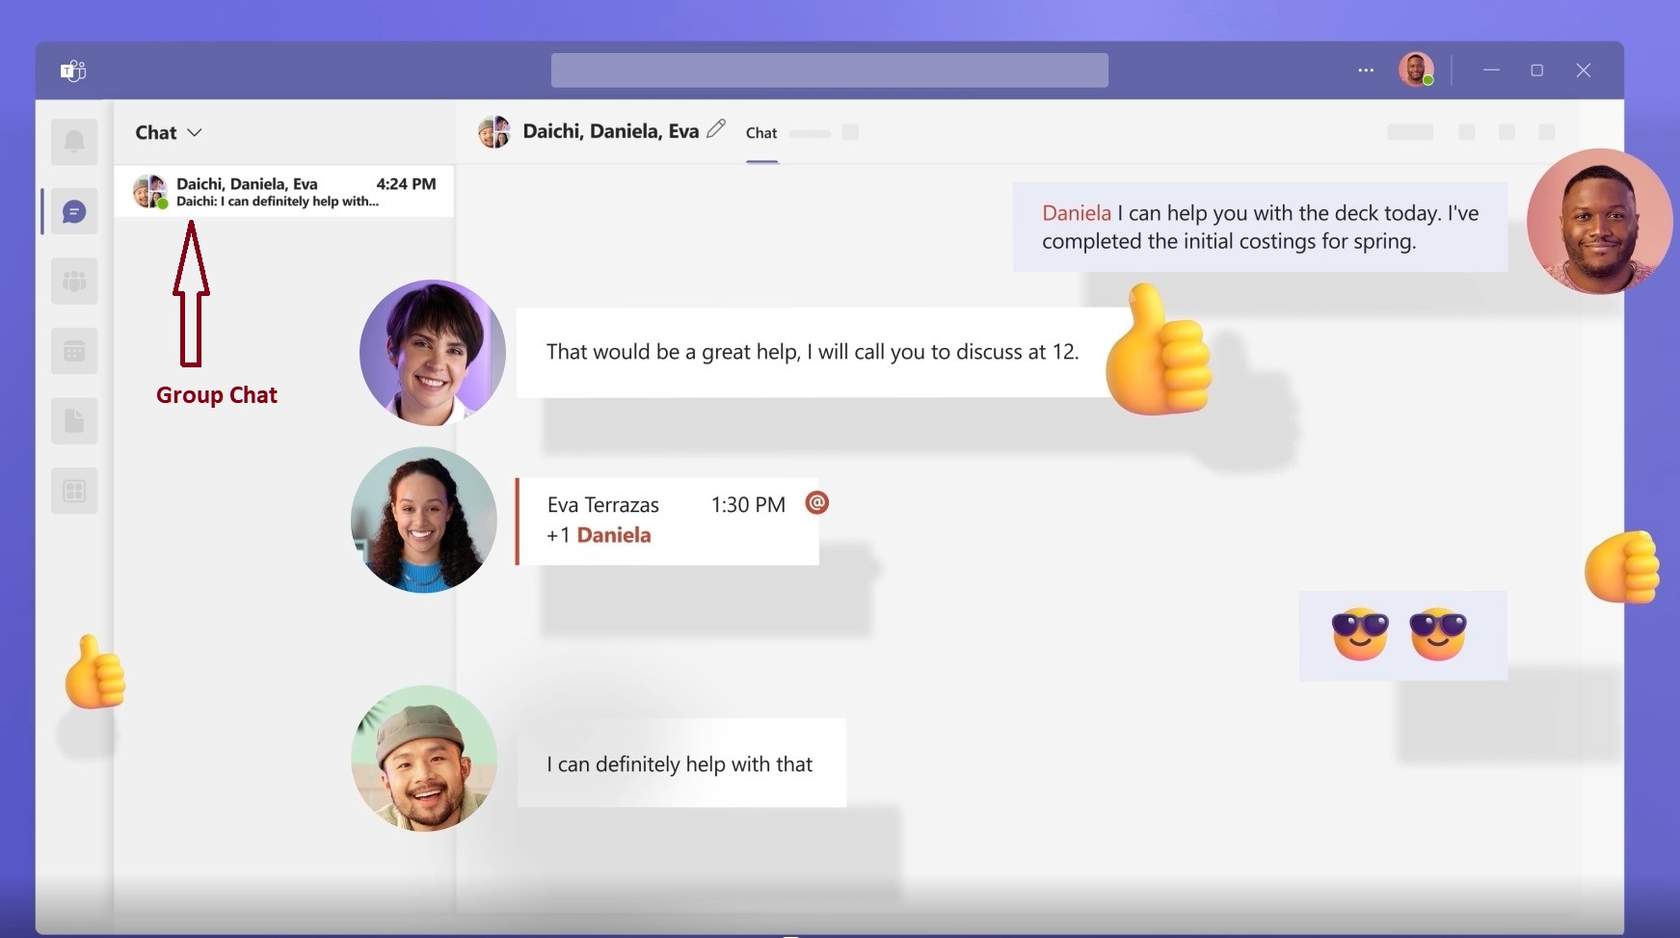 T
Chat
Daichi, Daniela, Eva
Chat
Daichi, Daniela, Eva 4:24 PM
Daichi: I can definitely help with...
Group Chat
Daniela I can help you with the deck today. I've
completed the initial costings for spring.
That would be a great help, I will call you to discuss at 12.
Eva Terrazas 1:30 PM @
+1 Daniela
I can definitely help with that